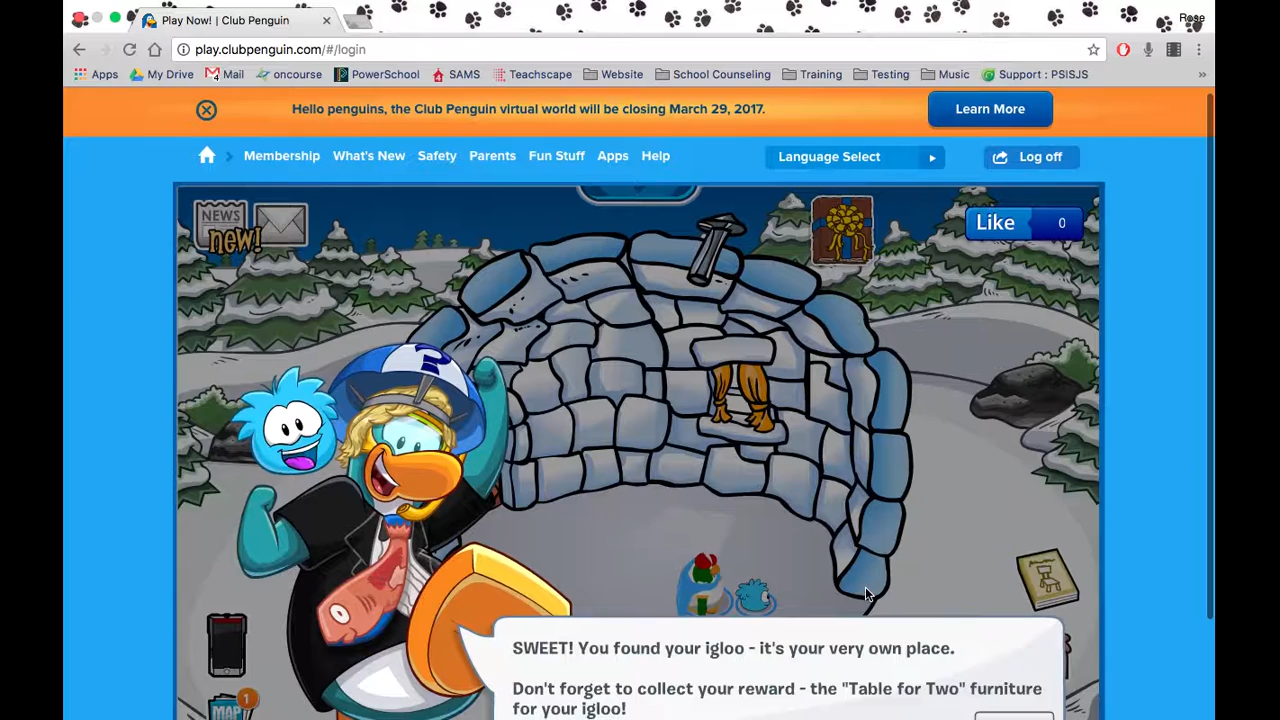 Play Now! | Club Penguin
Rose
play.clubpenguin.com/#/login
Apps My Drive 4 Mail oncourse PowerSchool SAMS Teachscape Website School Counseling Training Testing Music Support : PSISJS »
Hello penguins, the Club Penguin virtual world will be closing March 29, 2017.
Learn More
Membership What's New Safety Parents Fun Stuff Apps Help
Language Select
Log off
NEWS
new!
Like 0
?
SWEET! You found your igloo - it's your very own place.
Don't forget to collect your reward - the "Table for Two" furniture
for your igloo!
MAP
1